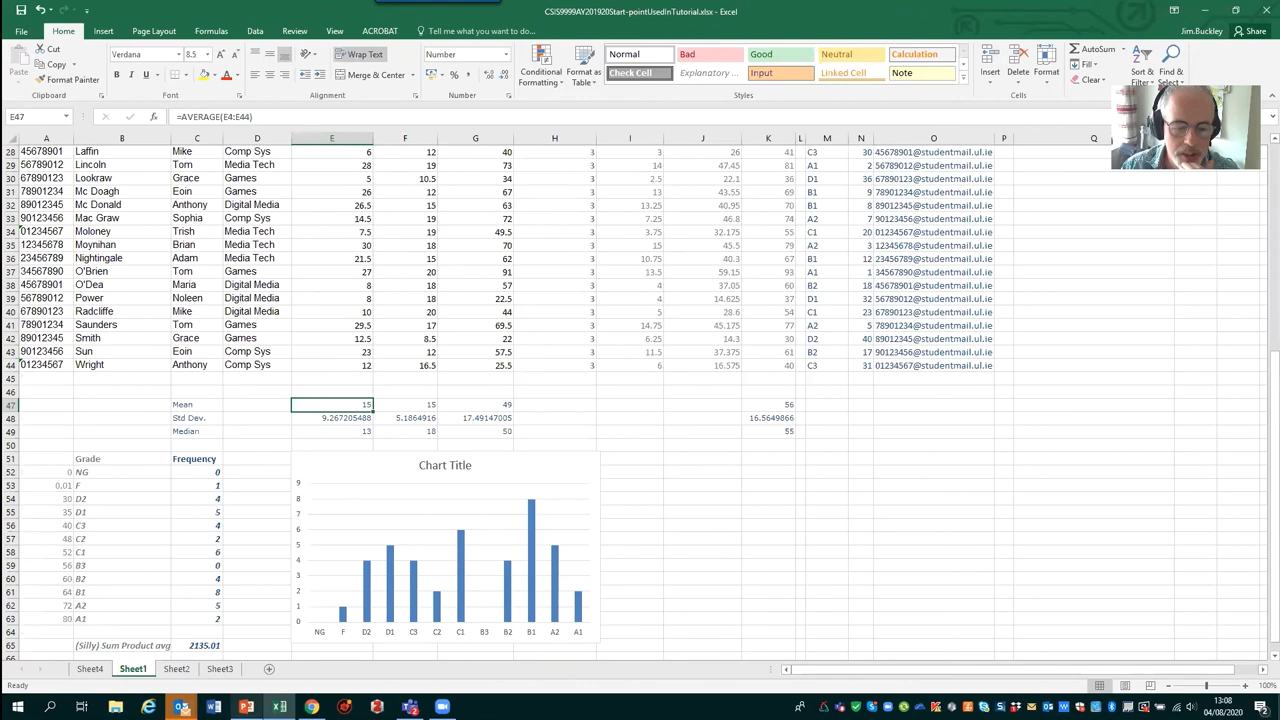 CSIS9999AY201920Start-pointUsedInTutorial.xlsx - Excel
Jim.Buckley Share
File Home Insert Page Layout Formulas Data Review View ACROBAT Tell me what you want to do...
Cut
Copy
Format Painter
Paste
Clipboard
Verdana 8.5
B I U
Font
Wrap Text
Merge & Center
Alignment
Number
Number
Conditional Formatting
Format as Table
Normal Bad Good Neutral Calculation
Check Cell Explanatory ... Input Linked Cell Note
Styles
Insert Delete Format
Cells
AutoSum
Fill
Clear
Sort & Filter
Find & Select
E47 =AVERAGE(E4:E44)
A B C D E F G H I J K L M N O P Q
28 45678901 Laffin Mike Comp Sys 6 12 40 3 3 26 41 C3 30 45678901@studentmail.ul.ie
29 56789012 Lincoln Tom Media Tech 28 19 73 3 14 47.45 81 A1 2 56789012@studentmail.ul.ie
30 67890123 Lookraw Grace Games 5 10.5 34 3 2.5 22.1 35 D1 36 67890123@studentmail.ul.ie
31 78901234 Mc Doagh Eoin Games 26 12 67 3 13 43.55 69 B1 9 78901234@studentmail.ul.ie
32 89012345 Mc Donald Anthony Digital Media 26.5 15 63 3 13.25 40.95 70 B1 8 89012345@studentmail.ul.ie
33 90123456 Mac Graw Sophia Comp Sys 14.5 19 72 3 7.25 46.8 74 A2 7 90123456@studentmail.ul.ie
34 01234567 Moloney Trish Media Tech 7.5 19 49.5 3 3.75 32.175 55 C1 20 01234567@studentmail.ul.ie
35 12345678 Moynihan Brian Media Tech 30 18 70 3 15 45.5 79 A2 3 12345678@studentmail.ul.ie
36 23456789 Nightingale Adam Media Tech 21.5 15 62 3 10.75 40.3 67 B1 12 23456789@studentmail.ul.ie
37 34567890 O'Brien Tom Games 27 20 91 3 13.5 59.15 93 A1 1 34567890@studentmail.ul.ie
38 45678901 O'Dea Maria Digital Media 8 18 57 3 4 37.05 60 B2 18 45678901@studentmail.ul.ie
39 56789012 Power Noleen Digital Media 8 18 22.5 3 4 14.625 37 D1 32 56789012@studentmail.ul.ie
40 67890123 Radcliffe Mike Digital Media 10 20 44 3 5 28.6 54 C1 23 67890123@studentmail.ul.ie
41 78901234 Saunders Tom Games 29.5 17 69.5 3 14.75 45.175 77 A2 5 78901234@studentmail.ul.ie
42 89012345 Smith Grace Games 12.5 8.5 22 3 6.25 14.3 30 D2 40 89012345@studentmail.ul.ie
43 90123456 Sun Eoin Comp Sys 23 12 57.5 3 11.5 37.375 61 B2 17 90123456@studentmail.ul.ie
44 01234567 Wright Anthony Comp Sys 12 16.5 25.5 3 6 16.575 40 C3 31 01234567@studentmail.ul.ie
45
46
47 Mean 15 15 49 56
48 Std Dev. 9.267205488 5.1864916 17.49147005 16.5649866
49 Median 13 18 50 55
50
51 Grade Frequency
52 0 NG 0
53 0.01 F 1
54 30 D2 4
55 35 D1 5
56 40 C3 4
57 48 C2 2
58 52 C1 6
59 56 B3 0
60 60 B2 4
61 64 B1 8
62 72 A2 5
63 80 A1 2
64
65 (Silly) Sum Product avg 2135.01
66
Chart Title
9
8
7
6
5
4
3
2
1
0
NG F D2 D1 C3 C2 C1 B3 B2 B1 A2 A1
Sheet4 Sheet1 Sheet2 Sheet3
Ready 100%
13:08
04/08/2020